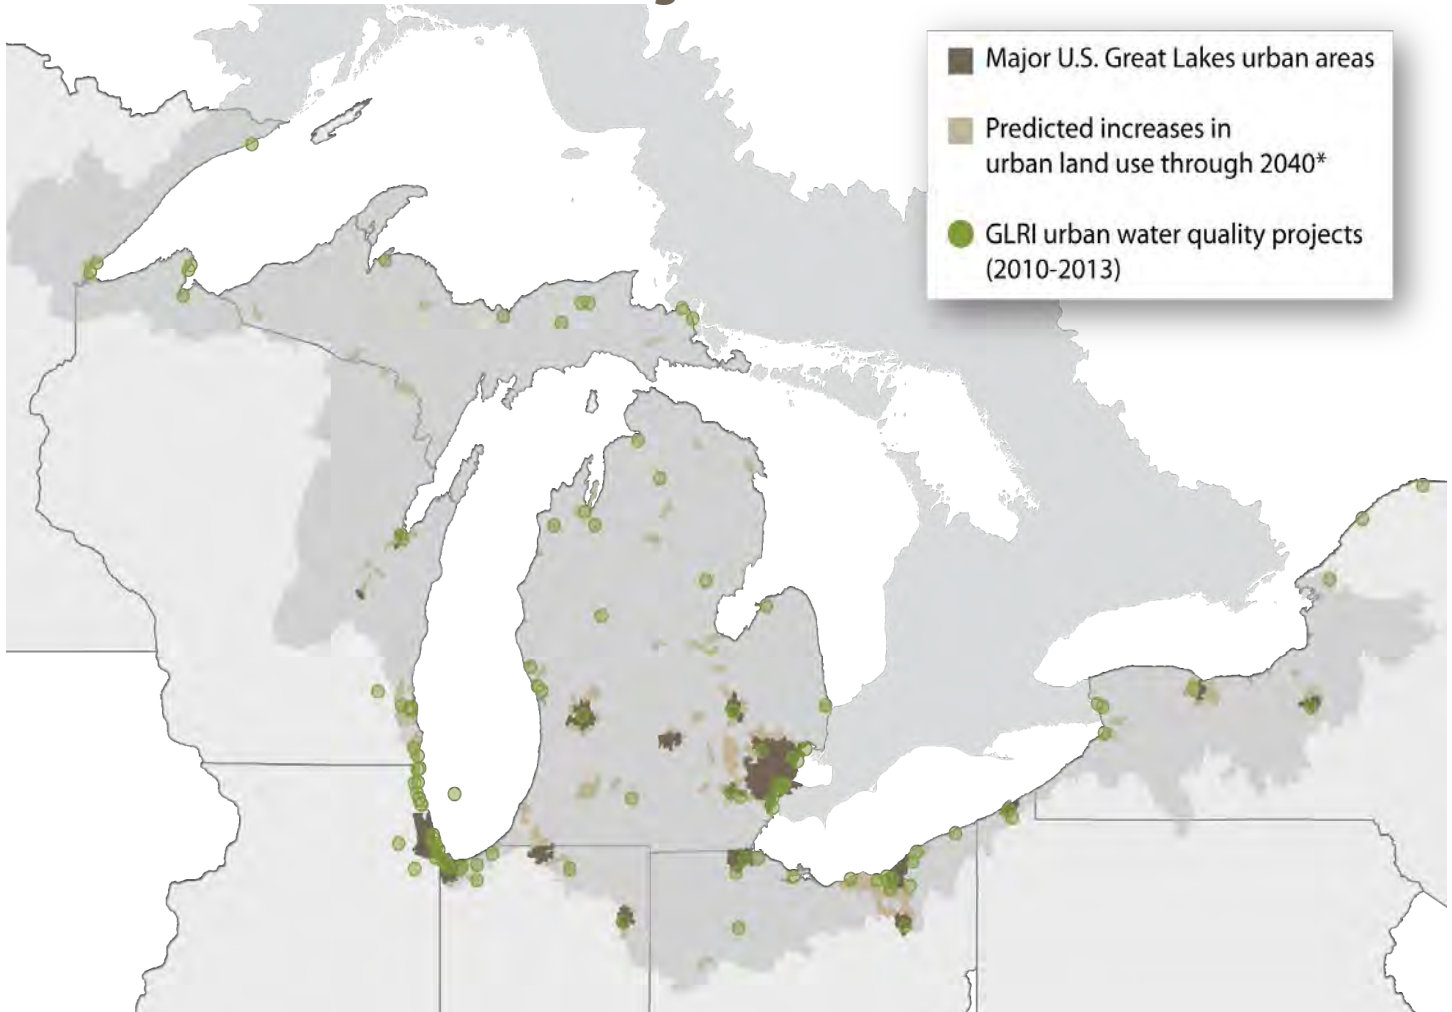 Major U.S. Great Lakes urban areas
Predicted increases in
urban land use through 2040*
GLRI urban water quality projects
(2010-2013)